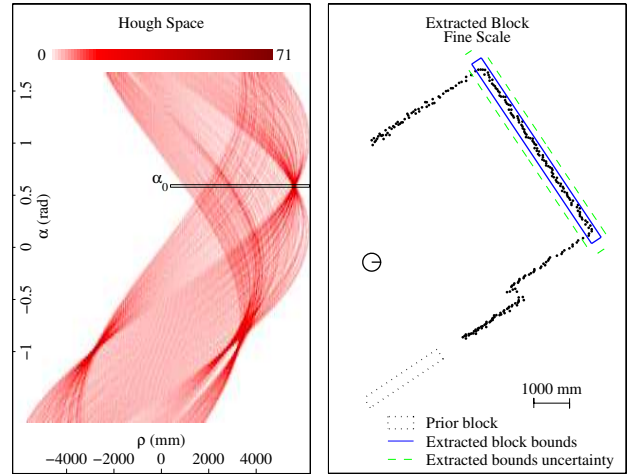 Hough Space
0 71
1.5
1
0.5
0
−0.5
−1
α (rad)
α0
ρ (mm)
−4000 −2000 0 2000 4000
Extracted Block
Fine Scale
1000 mm
Prior block
Extracted block bounds
Extracted bounds uncertainty